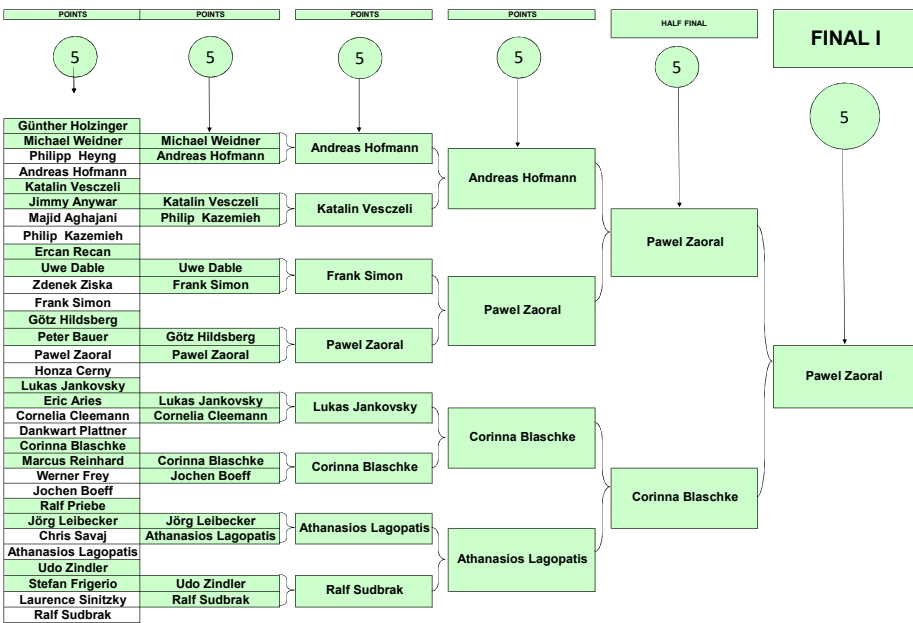 POINTS
POINTS
POINTS
POINTS
HALF FINAL
FINAL I
5
5
5
5
5
5
Günther Holzinger
Michael Weidner
Philipp Heyng
Andreas Hofmann
Katalin Vesczeli
Jimmy Anywar
Majid Aghajani
Philip Kazemieh
Ercan Recan
Uwe Dable
Zdenek Ziska
Frank Simon
Götz Hildsberg
Peter Bauer
Pawel Zaoral
Honza Cerny
Lukas Jankovsky
Eric Aries
Cornelia Cleemann
Dankwart Plattner
Corinna Blaschke
Marcus Reinhard
Werner Frey
Jochen Boeff
Ralf Priebe
Jörg Leibecker
Chris Savaj
Athanasios Lagopatis
Udo Zindler
Stefan Frigerio
Laurence Sinitzky
Ralf Sudbrak
Michael Weidner
Andreas Hofmann
Katalin Vesczeli
Philip Kazemieh
Uwe Dable
Frank Simon
Götz Hildsberg
Pawel Zaoral
Lukas Jankovsky
Cornelia Cleemann
Corinna Blaschke
Jochen Boeff
Jörg Leibecker
Athanasios Lagopatis
Udo Zindler
Ralf Sudbrak
Andreas Hofmann
Katalin Vesczeli
Frank Simon
Pawel Zaoral
Lukas Jankovsky
Corinna Blaschke
Athanasios Lagopatis
Ralf Sudbrak
Andreas Hofmann
Pawel Zaoral
Corinna Blaschke
Athanasios Lagopatis
Pawel Zaoral
Corinna Blaschke
Pawel Zaoral